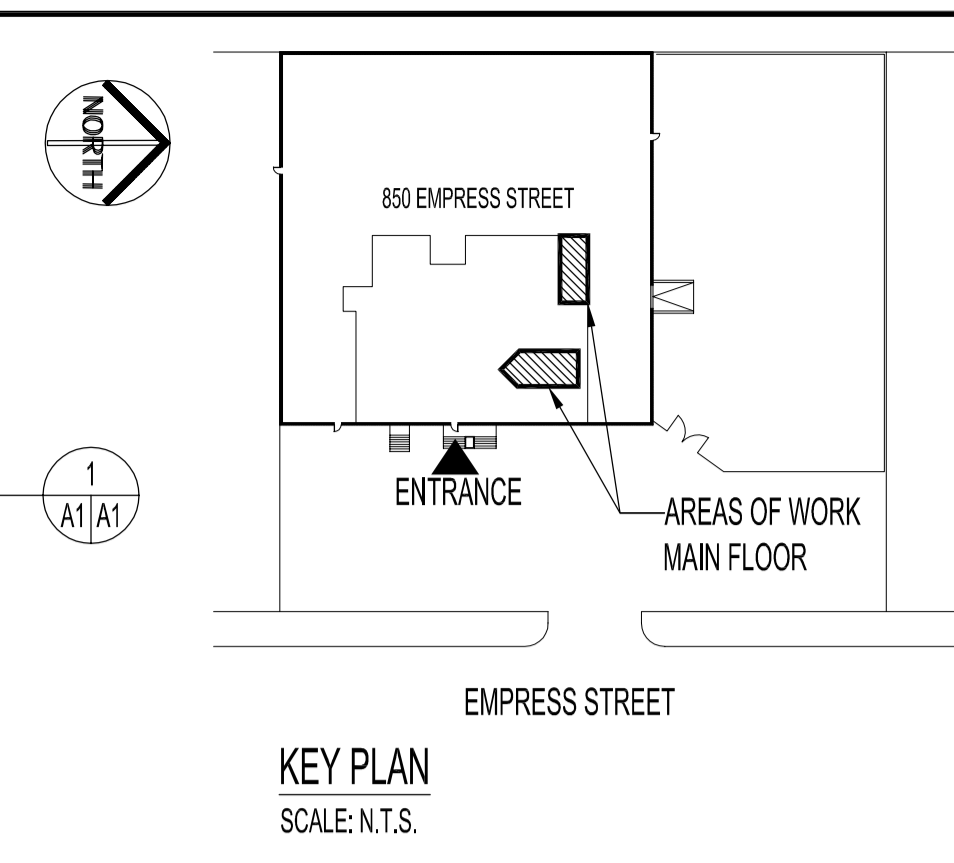 NORTH
850 EMPRESS STREET
ENTRANCE
1
A1 A1
AREAS OF WORK
MAIN FLOOR
EMPRESS STREET
KEY PLAN
SCALE: N.T.S.